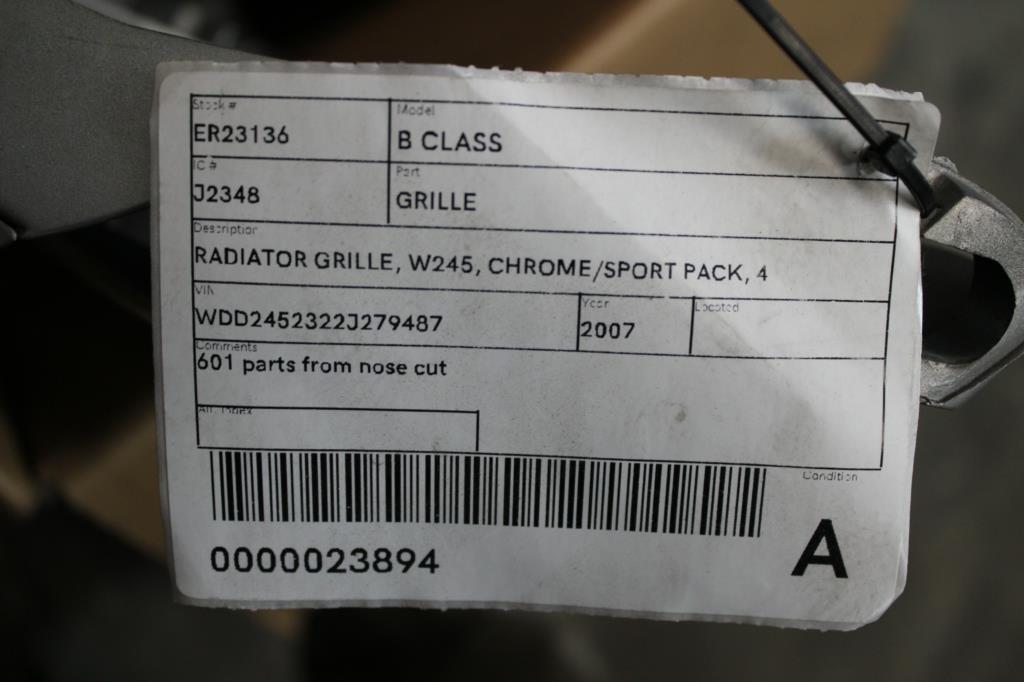 Stock # Model
ER23136 B CLASS
IC # Part
J2348 GRILLE
Description
RADIATOR GRILLE, W245, CHROME/SPORT PACK, 4
VIN Year Located
WDD2452322J279487 2007
Comments
601 parts from nose cut
Alt. Index
Condition
0000023894 A